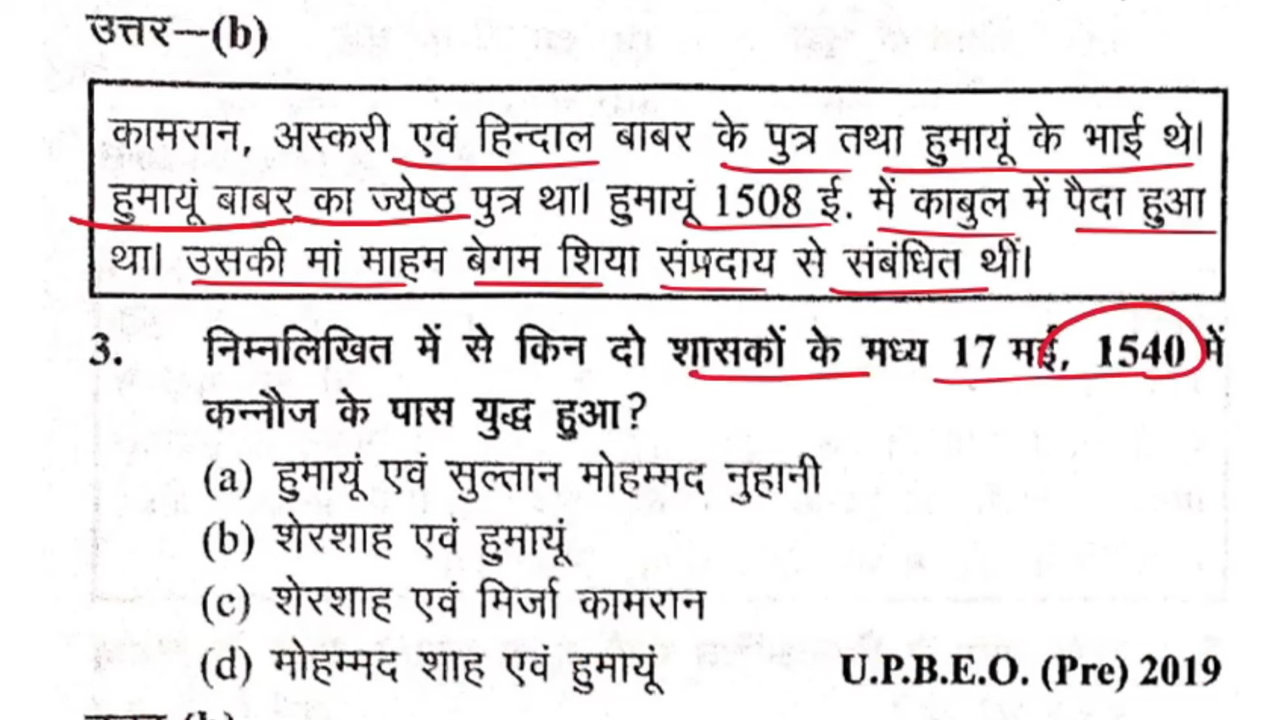 उत्तर—(b)
कामरान, अस्करी एवं हिन्दाल बाबर के पुत्र तथा हुमायूं के भाई थे।
हुमायूं बाबर का ज्येष्ठ पुत्र था। हुमायूं 1508 ई. में काबुल में पैदा हुआ
था। उसकी मां माहम बेगम शिया संप्रदाय से संबंधित थीं।
3. निम्नलिखित में से किन दो शासकों के मध्य 17 मई, 1540 में
कन्नौज के पास युद्ध हुआ?
(a) हुमायूं एवं सुल्तान मोहम्मद नुहानी
(b) शेरशाह एवं हुमायूं
(c) शेरशाह एवं मिर्जा कामरान
(d) मोहम्मद शाह एवं हुमायूं U.P.B.E.O. (Pre) 2019